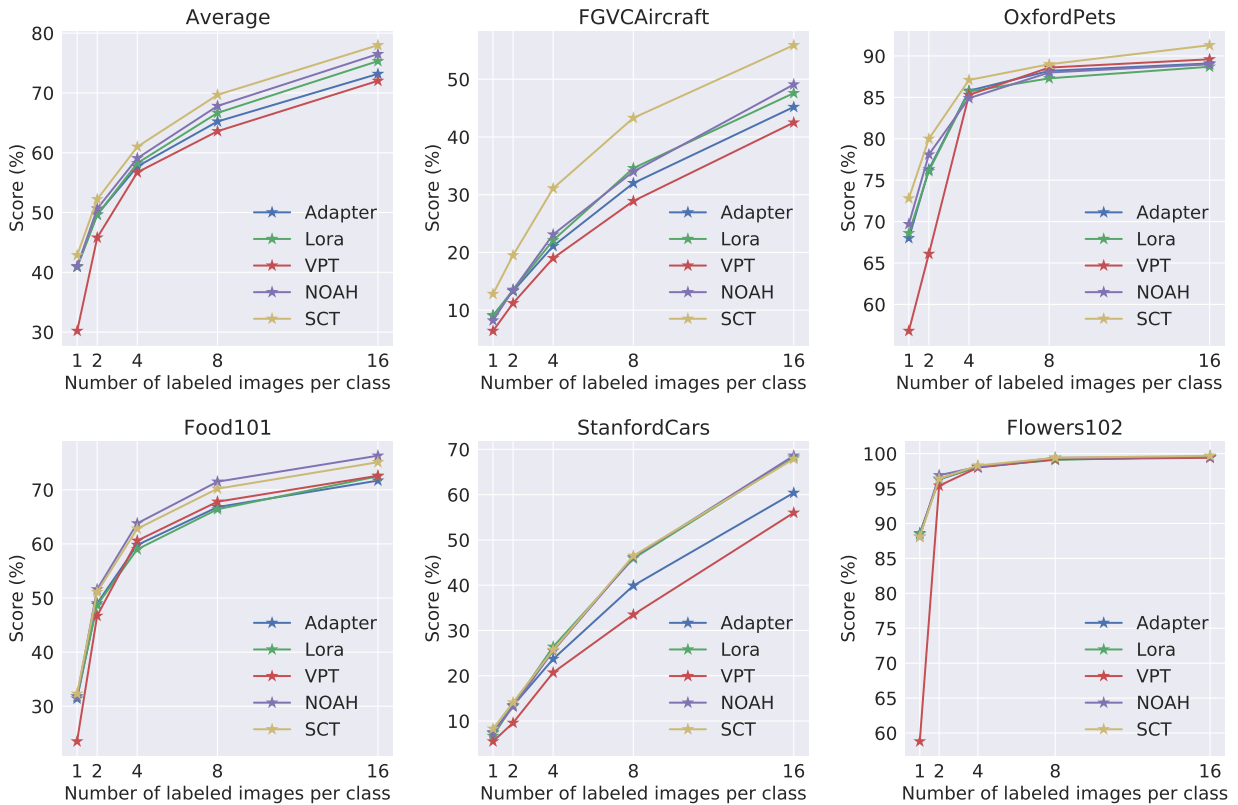 Average
80
70
60
50
40
30
Score (%)
Adapter
Lora
VPT
NOAH
SCT
1 2 4 8 16
Number of labeled images per class
FGVCAircraft
50
40
30
20
10
Score (%)
Adapter
Lora
VPT
NOAH
SCT
1 2 4 8 16
Number of labeled images per class
OxfordPets
90
85
80
75
70
65
60
Score (%)
Adapter
Lora
VPT
NOAH
SCT
1 2 4 8 16
Number of labeled images per class
Food101
70
60
50
40
30
Score (%)
Adapter
Lora
VPT
NOAH
SCT
1 2 4 8 16
Number of labeled images per class
StanfordCars
70
60
50
40
30
20
10
Score (%)
Adapter
Lora
VPT
NOAH
SCT
1 2 4 8 16
Number of labeled images per class
Flowers102
100
95
90
85
80
75
70
65
60
Score (%)
Adapter
Lora
VPT
NOAH
SCT
1 2 4 8 16
Number of labeled images per class